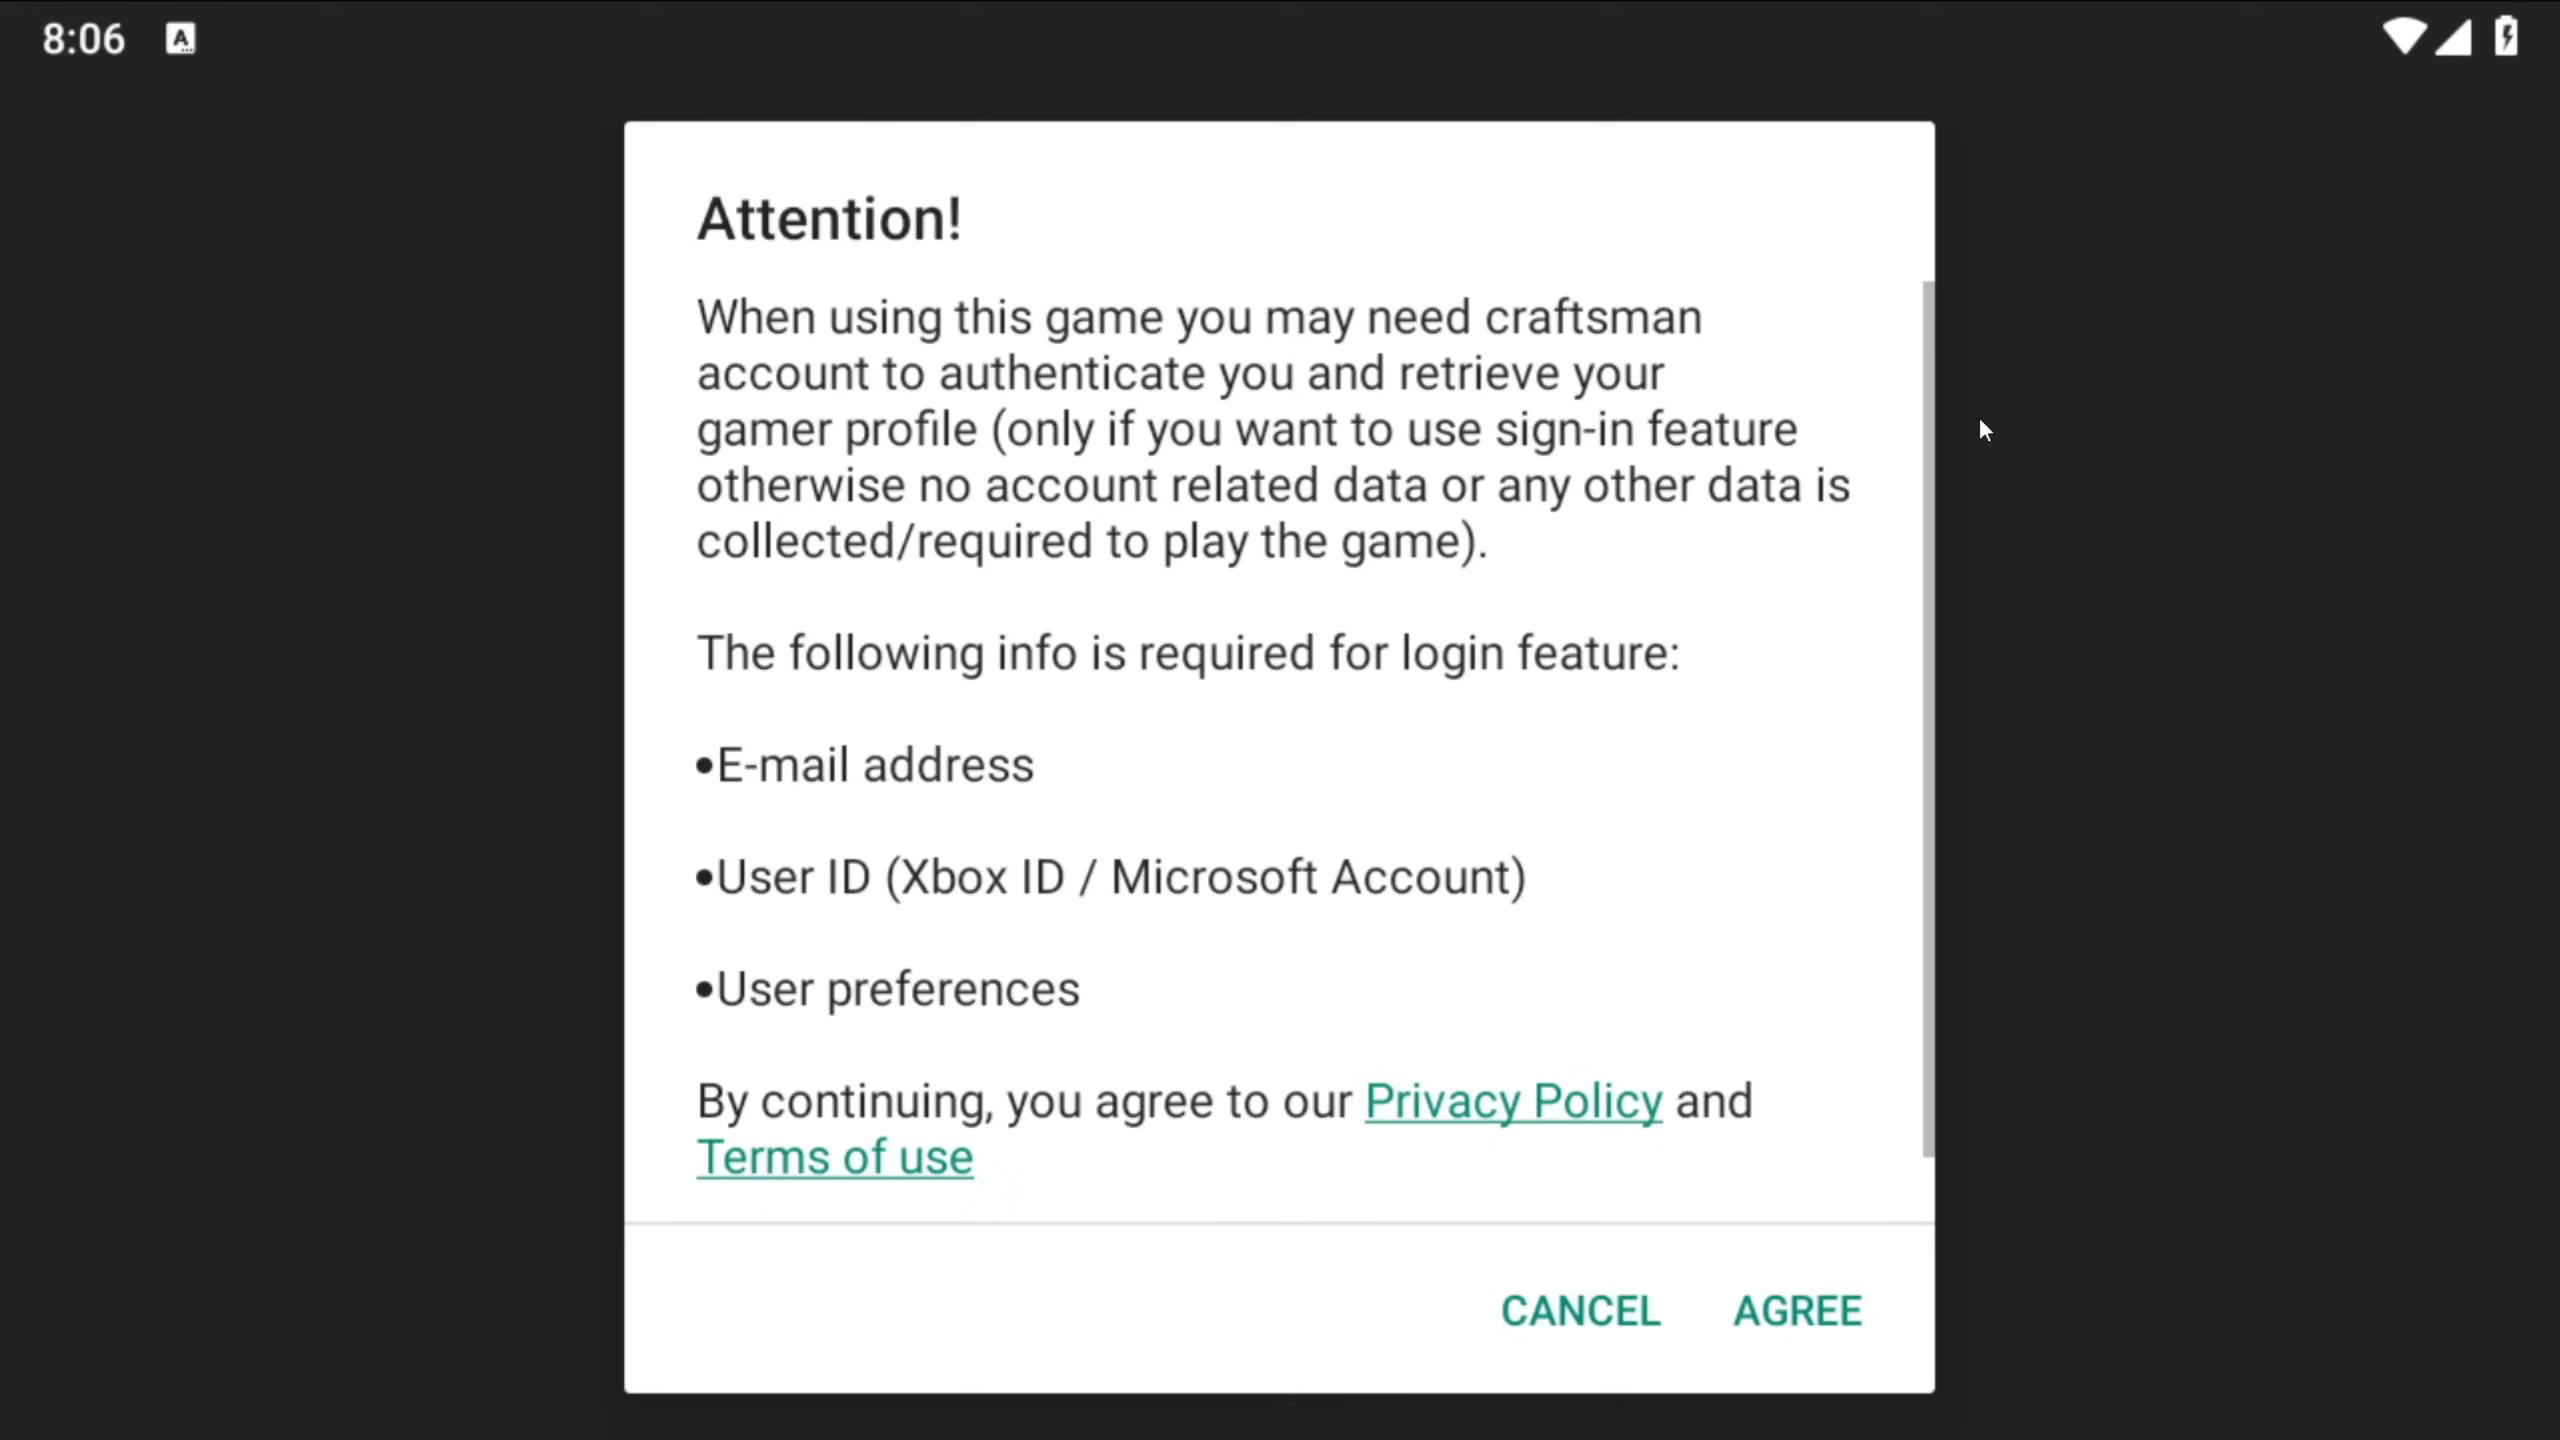 8:06 A
Attention!
When using this game you may need craftsman
account to authenticate you and retrieve your
gamer profile (only if you want to use sign-in feature
otherwise no account related data or any other data is
collected/required to play the game).
The following info is required for login feature:
•E-mail address
•User ID (Xbox ID / Microsoft Account)
•User preferences
By continuing, you agree to our Privacy Policy and
Terms of use
CANCEL AGREE